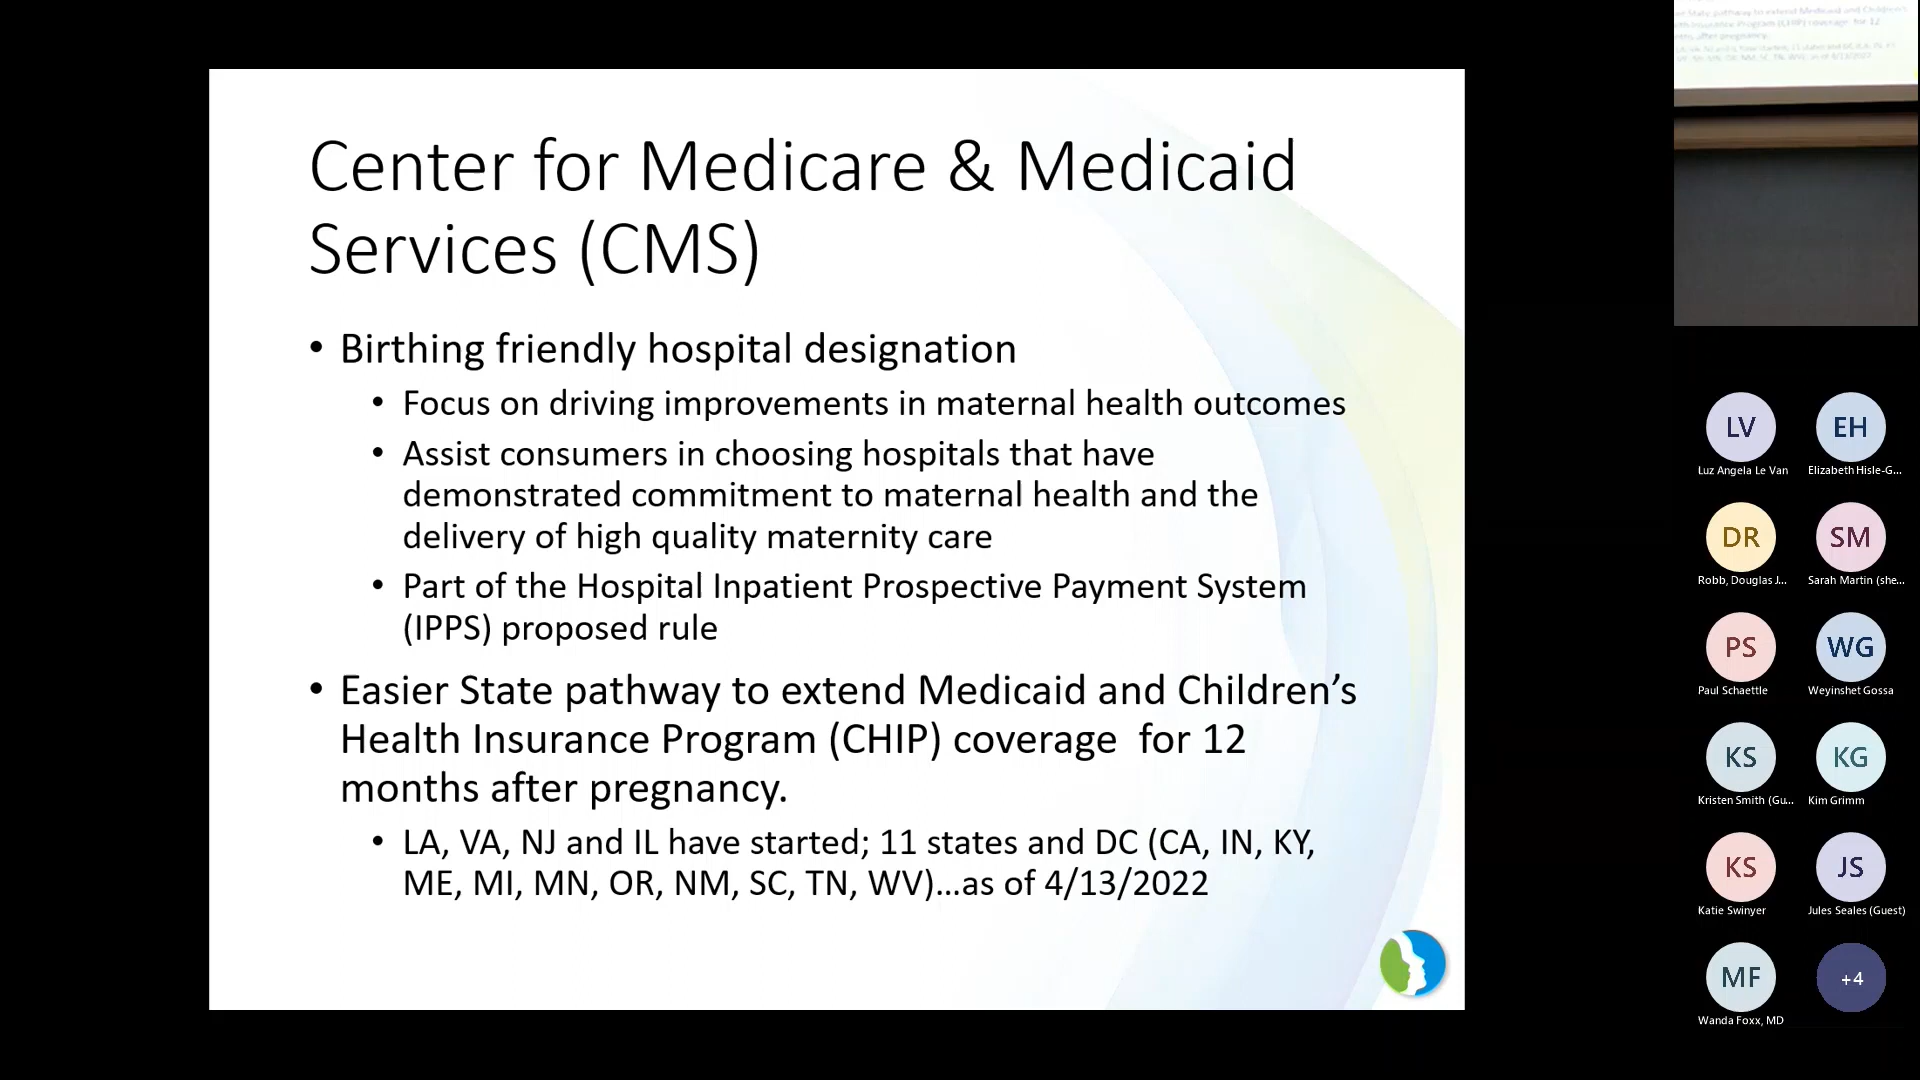 Center for Medicare & Medicaid
Services (CMS)
• Birthing friendly hospital designation
• Focus on driving improvements in maternal health outcomes
• Assist consumers in choosing hospitals that have
demonstrated commitment to maternal health and the
delivery of high quality maternity care
• Part of the Hospital Inpatient Prospective Payment System
(IPPS) proposed rule
• Easier State pathway to extend Medicaid and Children’s
Health Insurance Program (CHIP) coverage  for 12
months after pregnancy.
• LA, VA, NJ and IL have started; 11 states and DC (CA, IN, KY,
ME, MI, MN, OR, NM, SC, TN, WV)…as of 4/13/2022
LV EH
Luz Angela Le Van Elizabeth Hisle-G...
DR SM
Robb, Douglas J... Sarah Martin (she...
PS WG
Paul Schaettle Weyinshet Gossa
KS KG
Kristen Smith (Gu... Kim Grimm
KS JS
Katie Swinyer Jules Seales (Guest)
MF +4
Wanda Foxx, MD